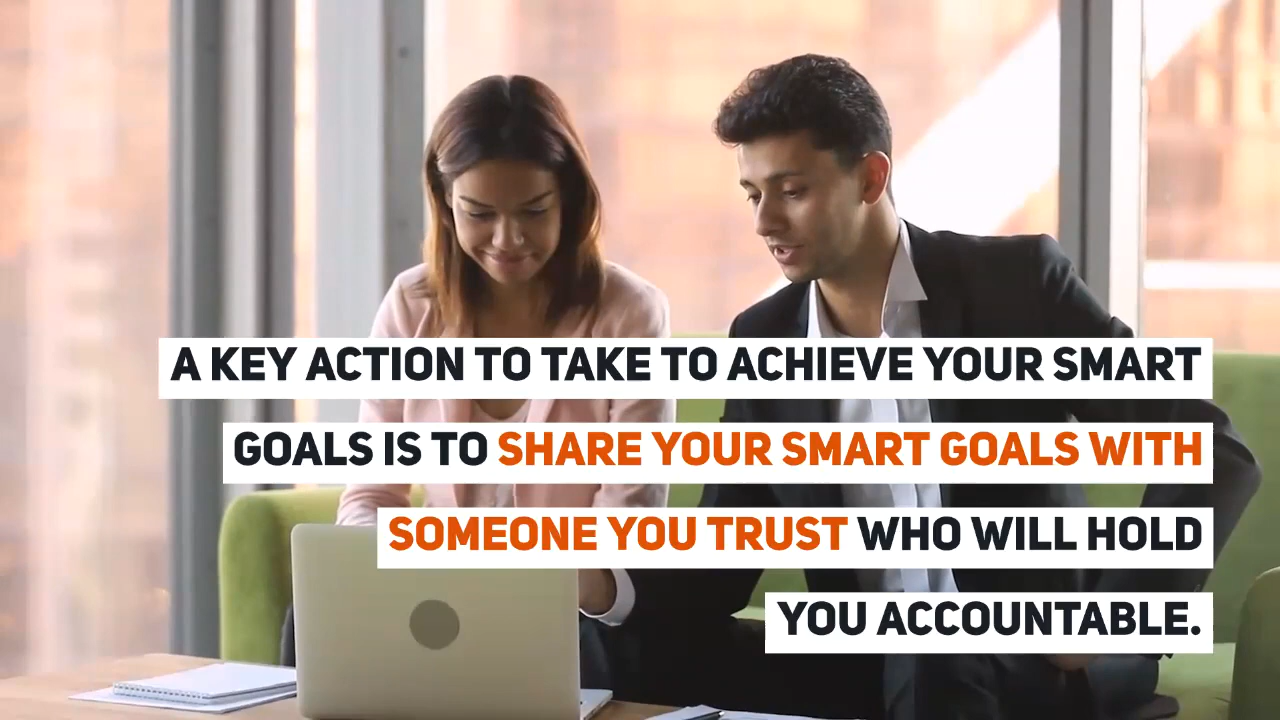 A KEY ACTION TO TAKE TO ACHIEVE YOUR SMART
GOALS IS TO SHARE YOUR SMART GOALS WITH
SOMEONE YOU TRUST WHO WILL HOLD
YOU ACCOUNTABLE.